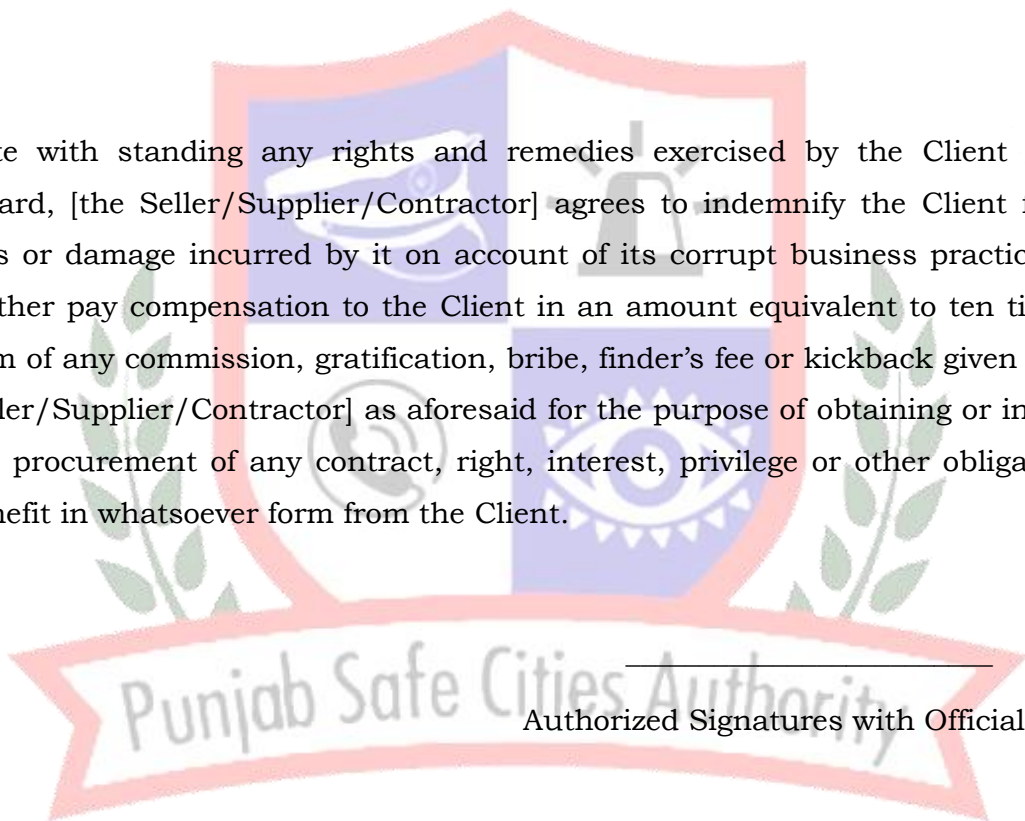 te with standing any rights and remedies exercised by the Client
ard, [the Seller/Supplier/Contractor] agrees to indemnify the Client
s or damage incurred by it on account of its corrupt business practic
ther pay compensation to the Client in an amount equivalent to ten ti
m of any commission, gratification, bribe, finder's fee or kickback given
ler/Supplier/Contractor] as aforesaid for the purpose of obtaining or in
procurement of any contract, right, interest, privilege or other obliga
nefit in whatsoever form from the Client.
Authorized Signatures with Official
Punjab Safe Cities Authority